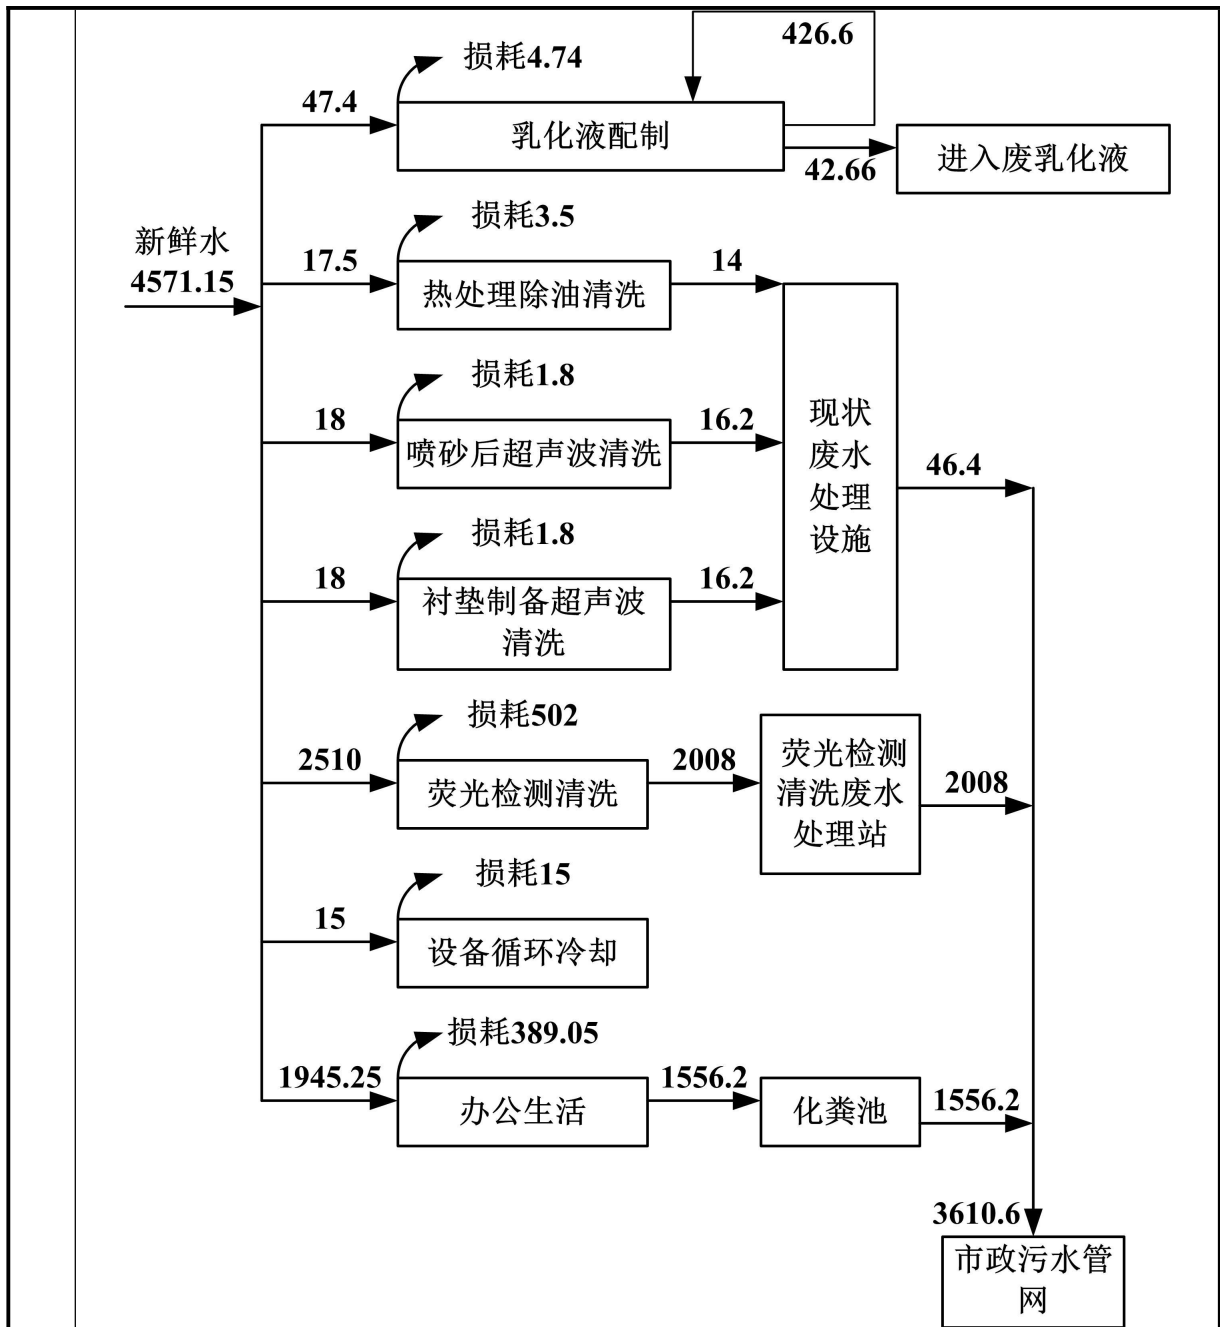 426.6
损耗4.74
47.4
乳化液配制
42.66
进入废乳化液
新鲜水
4571.15
损耗3.5
17.5
热处理除油清洗
14
损耗1.8
18
喷砂后超声波清洗
16.2
现状
废水
处理
设施
46.4
损耗1.8
18
衬垫制备超声波
清洗
16.2
损耗502
2510
荧光检测清洗
2008
荧光检测
清洗废水
处理站
2008
损耗15
15
设备循环冷却
损耗389.05
1945.25
办公生活
1556.2
化粪池
1556.2
3610.6
市政污水管
网